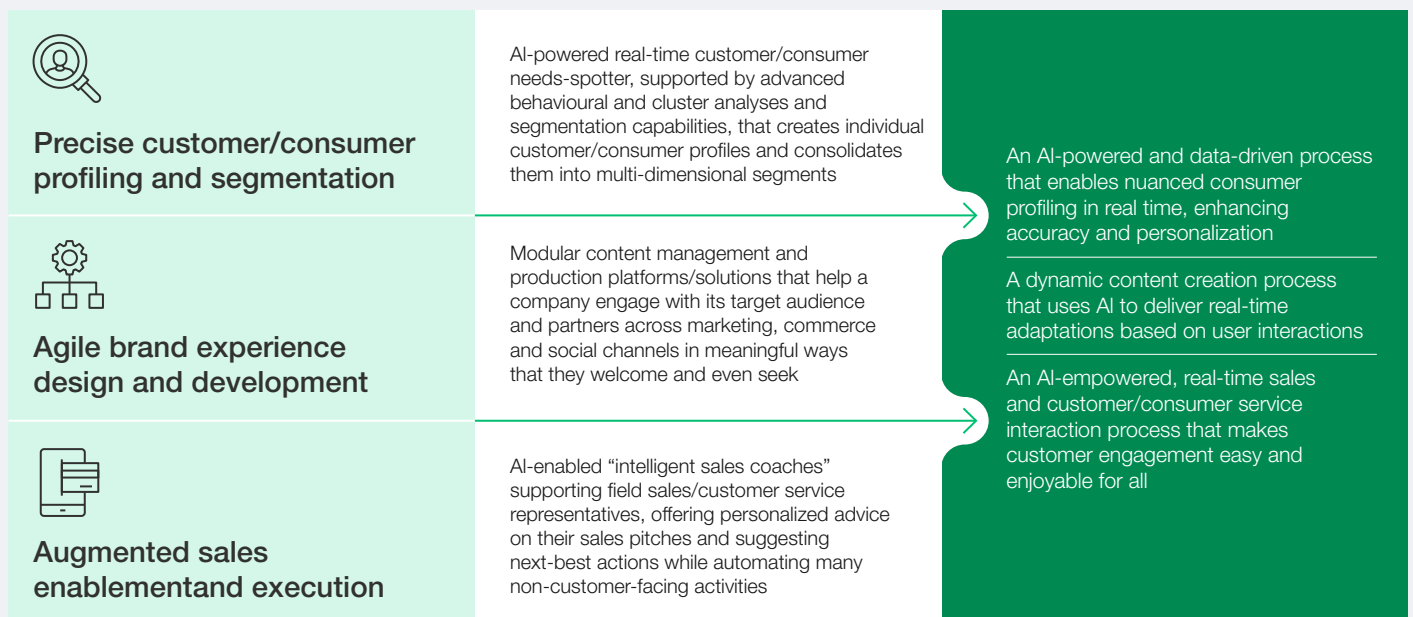 Precise customer/consumer
profiling and segmentation
AI-powered real-time customer/consumer
needs-spotter, supported by advanced
behavioural and cluster analyses and
segmentation capabilities, that creates individual
customer/consumer profiles and consolidates
them into multi-dimensional segments
Agile brand experience
design and development
Modular content management and
production platforms/solutions that help a
company engage with its target audience
and partners across marketing, commerce
and social channels in meaningful ways
that they welcome and even seek
Augmented sales
enablementand execution
AI-enabled “intelligent sales coaches”
supporting field sales/customer service
representatives, offering personalized advice
on their sales pitches and suggesting
next-best actions while automating many
non-customer-facing activities
An AI-powered and data-driven process
that enables nuanced consumer
profiling in real time, enhancing
accuracy and personalization
A dynamic content creation process
that uses AI to deliver real-time
adaptations based on user interactions
An AI-empowered, real-time sales
and customer/consumer service
interaction process that makes
customer engagement easy and
enjoyable for all